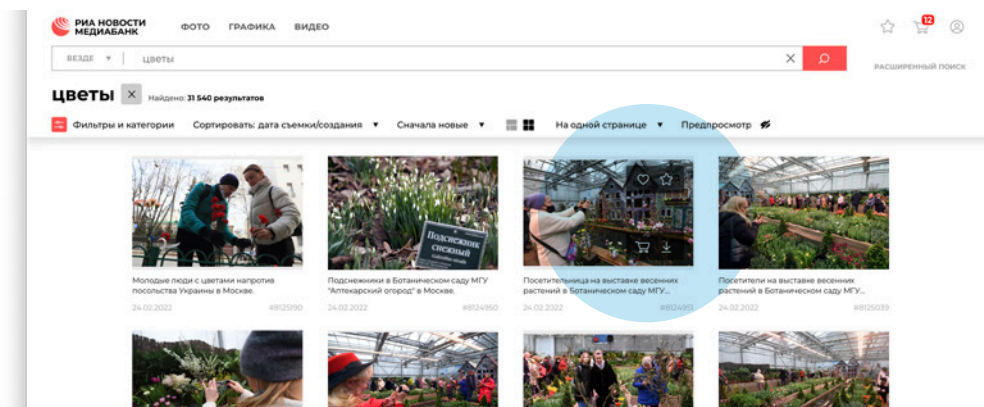 РИА НОВОСТИ
МЕДИАБАНК
ФОТО ГРАФИКА ВИДЕО
12
ВЕЗДЕ цветы
РАСШИРЕННЫЙ ПОИСК
цветы Найдено: 31 540 результатов
Фильтры и категории Сортировать: дата съемки/создания Сначала новые На одной странице Предпросмотр
Подснежник
снежный
Молодые люди с цветами напротив
посольства Украины в Москве.
24.02.2022 #8125190
Подснежники в Ботаническом саду МГУ
"Аптекарский огород" в Москве.
24.02.2022 #8124950
Посетительница на выставке весенних
растений в Ботаническом саду МГУ...
24.02.2022 #8124951
Посетители на выставке весенних
растений в Ботаническом саду МГУ...
24.02.2022 #8125039